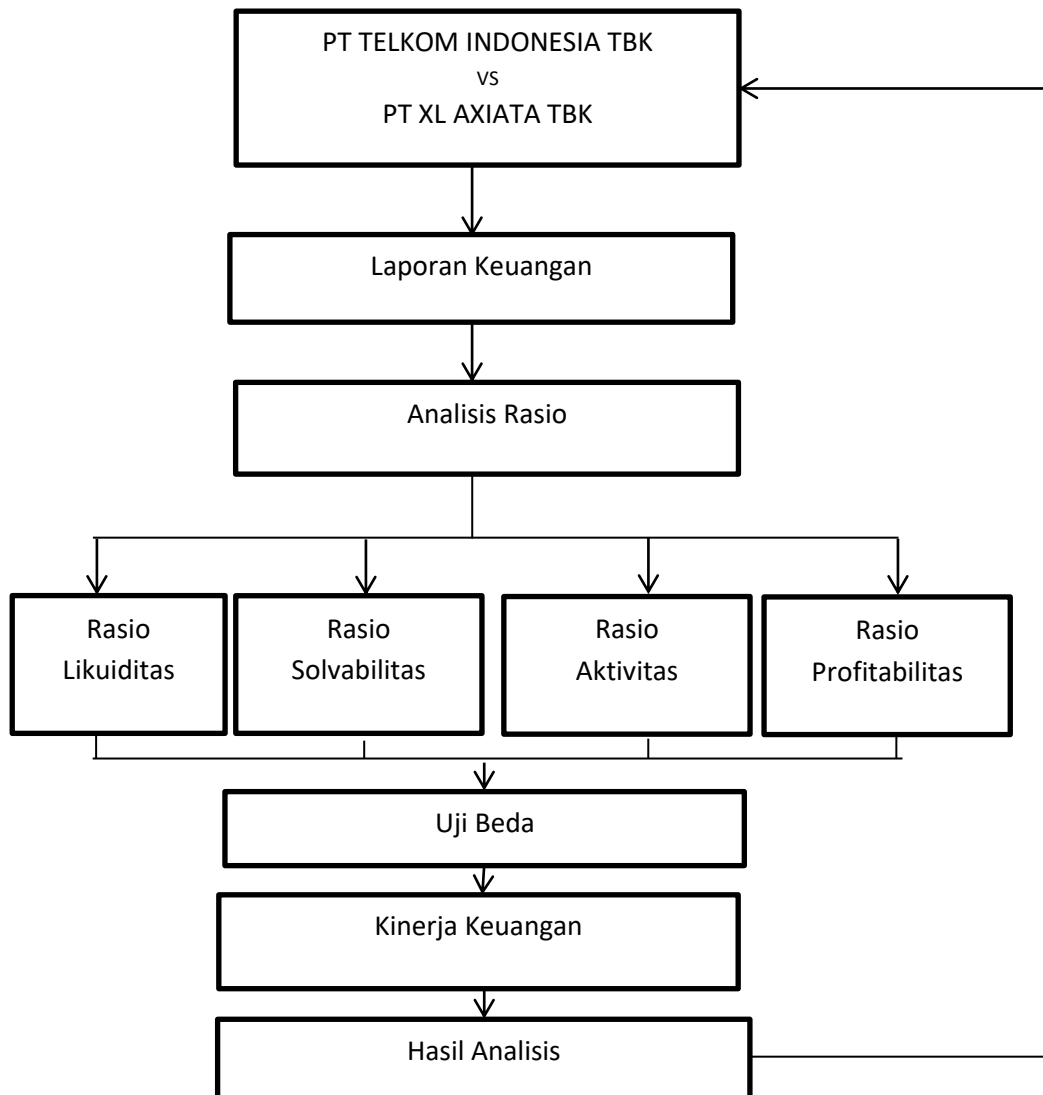 PT TELKOM INDONESIA TBK
vs
PT XL AXIATA TBK
Laporan Keuangan
Analisis Rasio
Rasio
Likuiditas
Rasio
Solvabilitas
Rasio
Aktivitas
Rasio
Profitabilitas
Uji Beda
Kinerja Keuangan
Hasil Analisis